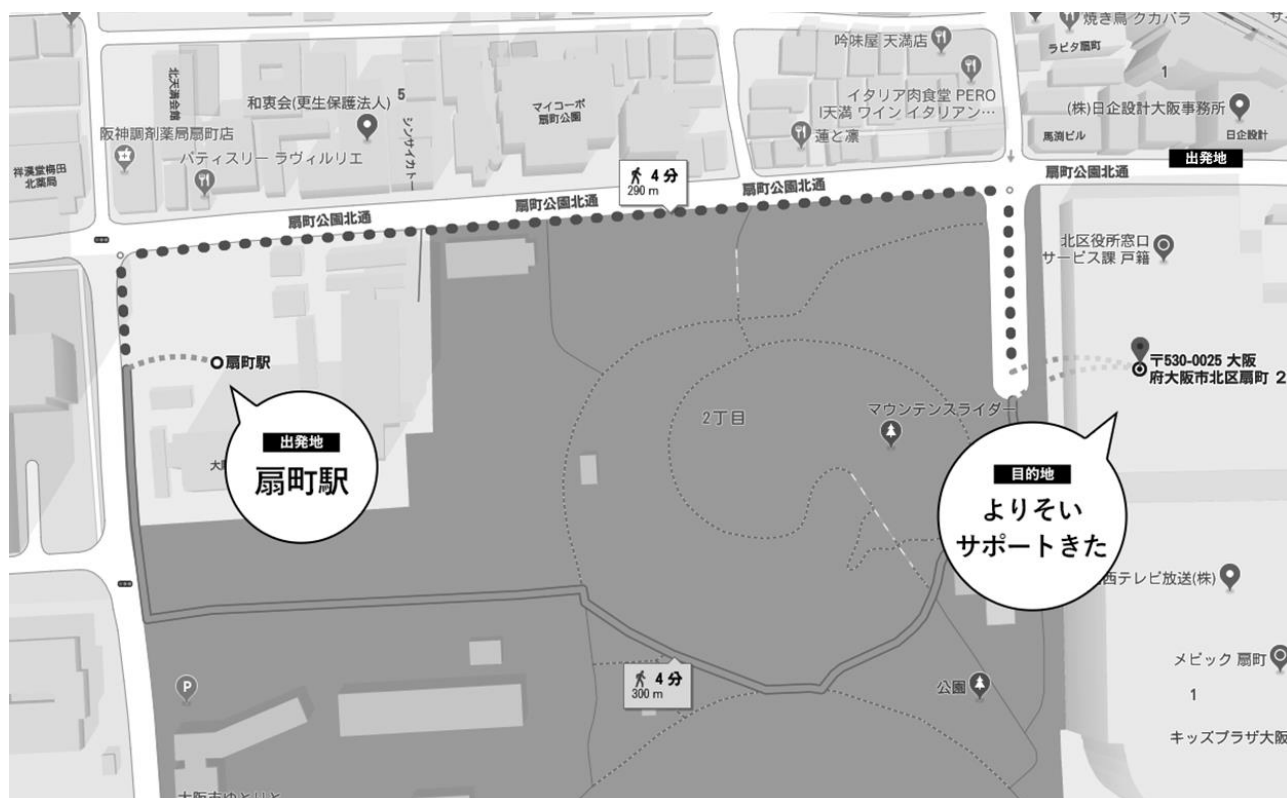 焼き鳥 クカバラ
吟味屋 天満店
ラビタ扇町
1
北天満会館
和衷会(更生保護法人)
5
マイコーポ
扇町公園
イタリア肉食堂 PERO
|天満 ワイン イタリアン…
(株)日企設計大阪事務所
阪神調剤薬局扇町店
シンサイカトー
蓮と凛
馬渕ビル
日企設計
祥漢堂梅田
北薬局
パティスリー ラヴィルリエ
出発地
4 分
290 m
扇町公園北通
扇町公園北通
扇町公園北通
扇町公園北通
北区役所窓口
サービス課 戸籍
扇町駅
〒530-0025 大阪
府大阪市北区扇町 2
マウンテンスライダー
2丁目
出発地
扇町駅
目的地
よりそい
サポートきた
西テレビ放送(株)
4 分
300 m
公園
メビック 扇町
P
1
キッズプラザ大阪